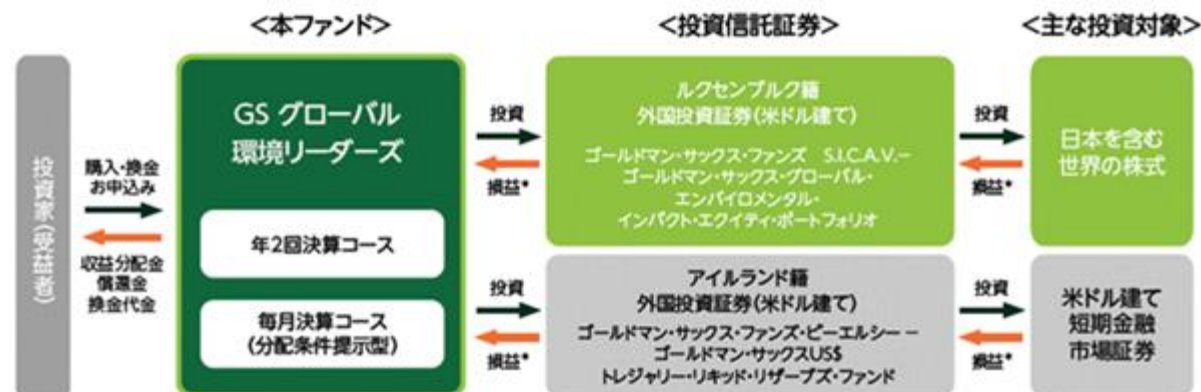 <本ファンド>
<投資信託証券>
<主な投資対象>
投資家(受益者)
購入・換金
お申込み
収益分配金
償還金
換金代金
GS グローバル
環境リーダーズ
年2回決算コース
毎月決算コース
(分配条件提示型)
投資
損益*
投資
損益*
ルクセンブルク籍
外国投資証券(米ドル建て)
ゴールドマン・サックス・ファンズ S.I.C.A.V.−
ゴールドマン・サックス・グローバル・
エンバイロメンタル・
インパクト・エクイティ・ポートフォリオ
アイルランド籍
外国投資証券(米ドル建て)
ゴールドマン・サックス・ファンズ・ピーエルシー −
ゴールドマン・サックスUS$
トレジャリー・リキッド・リザーブズ・ファンド
投資
損益*
投資
損益*
日本を含む
世界の株式
米ドル建て
短期金融
市場証券